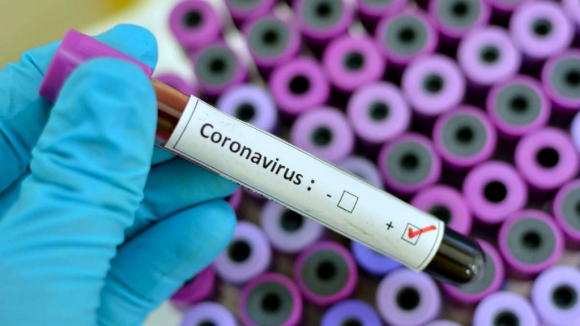 Coronavirus : - ☐
+ ☑